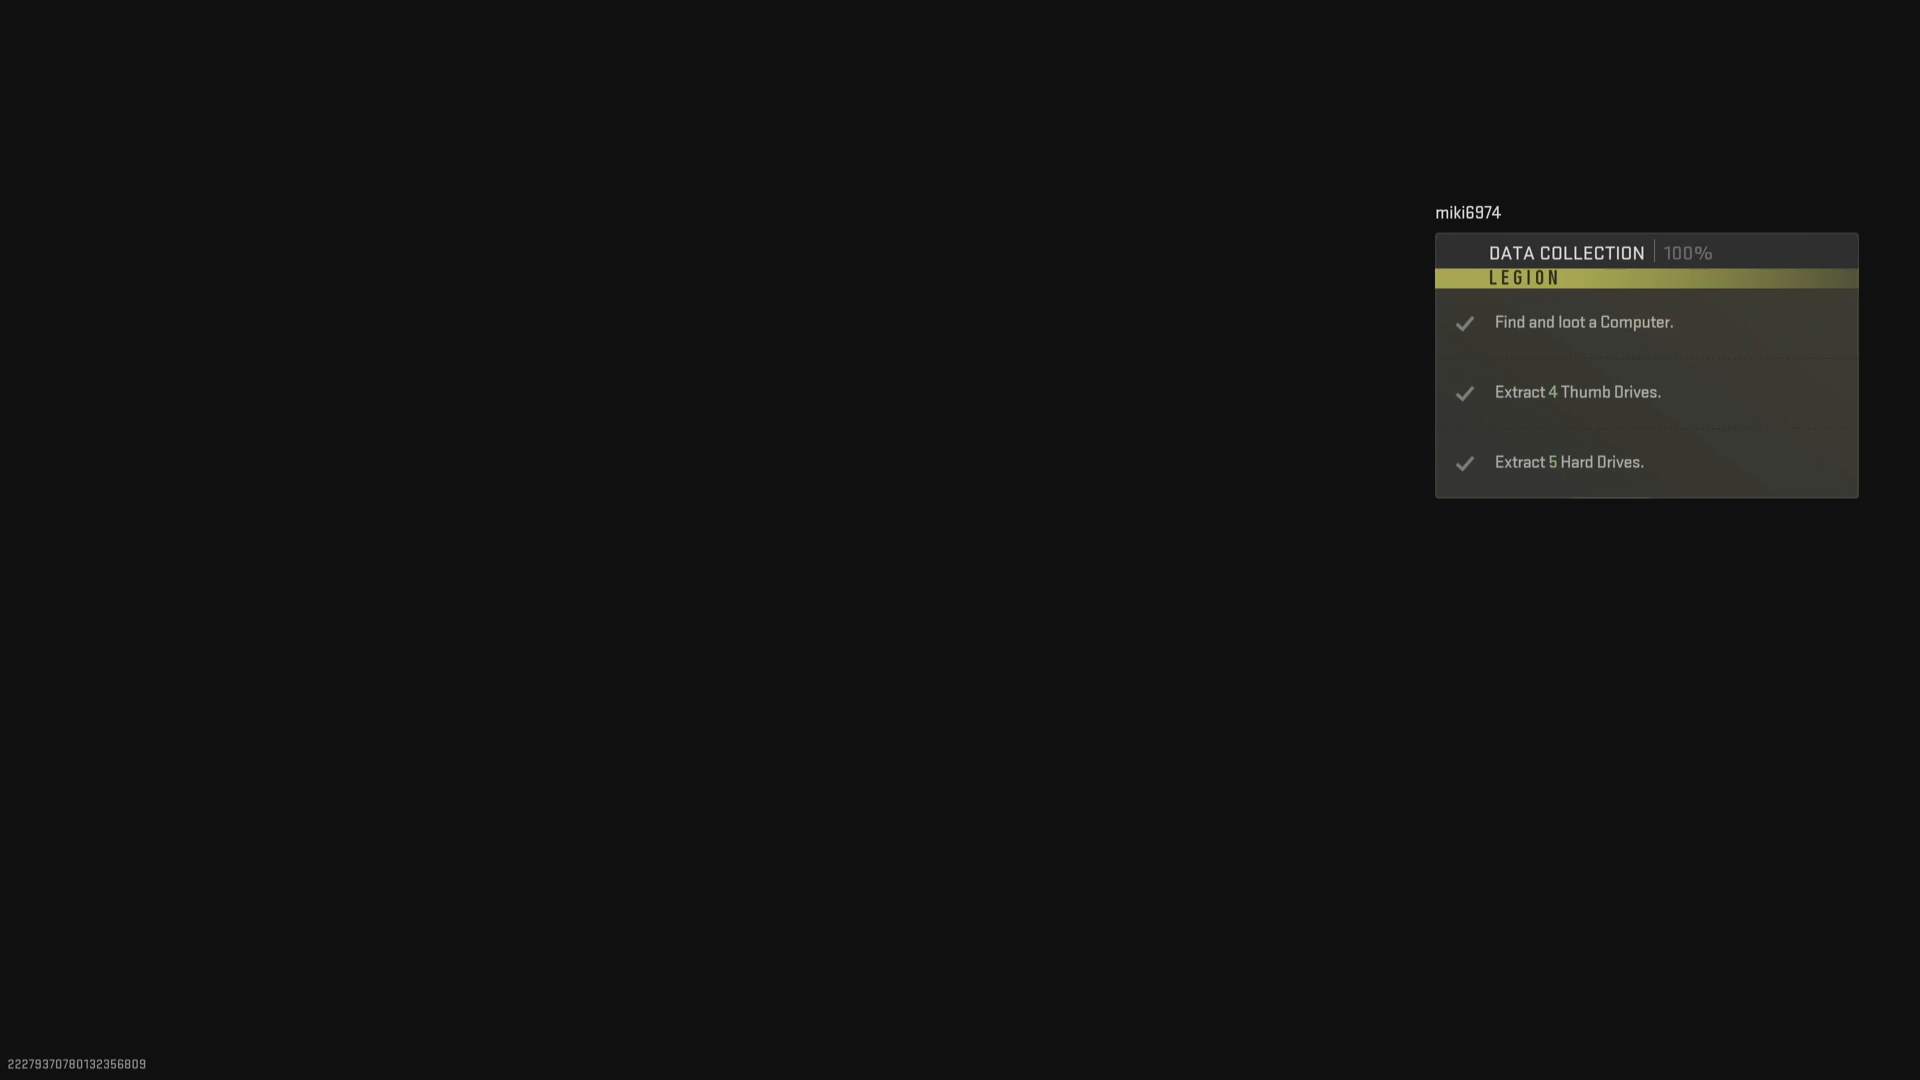 miki6974
DATA COLLECTION | 100%
LEGION
Find and loot a Computer.
Extract 4 Thumb Drives.
Extract 5 Hard Drives.
22279370780132356809